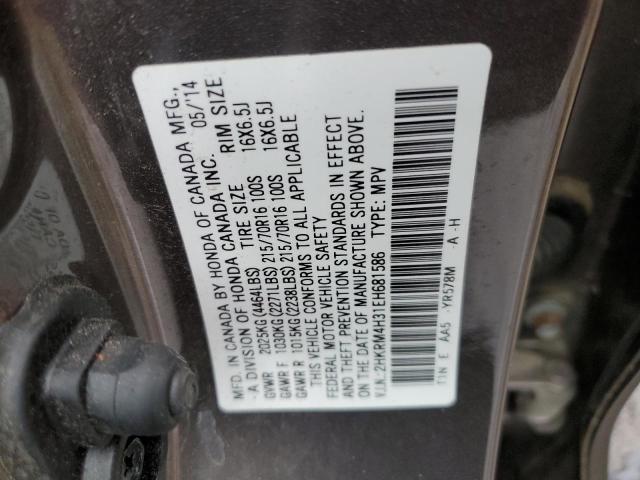 MFD. IN CANADA BY HONDA OF CANADA MFG.,
A DIVISION OF HONDA CANADA INC. 05/'14
TIRE SIZE RIM SIZE
GVWR 2025KG (4464LBS)
GAWR F 1030KG (2271LBS) 215/70R16 100S 16X6.5J
GAWR R 1015KG (2238LBS) 215/70R16 100S 16X6.5J
THIS VEHICLE CONFORMS TO ALL APPLICABLE
FEDERAL MOTOR VEHICLE SAFETY
AND THEFT PREVENTION STANDARDS IN EFFECT
ON THE DATE OF MANUFACTURE SHOWN ABOVE.
V.I.N.: 2HKRM4H31EH681586 TYPE: MPV
T1N E AA5 YR578M A -H